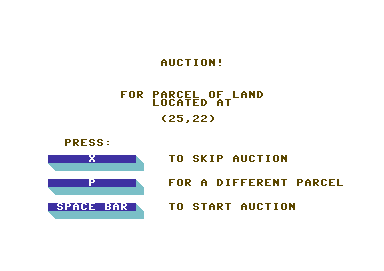 AUCTION!
FOR PARCEL OF LAND
LOCATED AT
(25,22)
PRESS:
X TO SKIP AUCTION
P FOR A DIFFERENT PARCEL
SPACE BAR TO START AUCTION